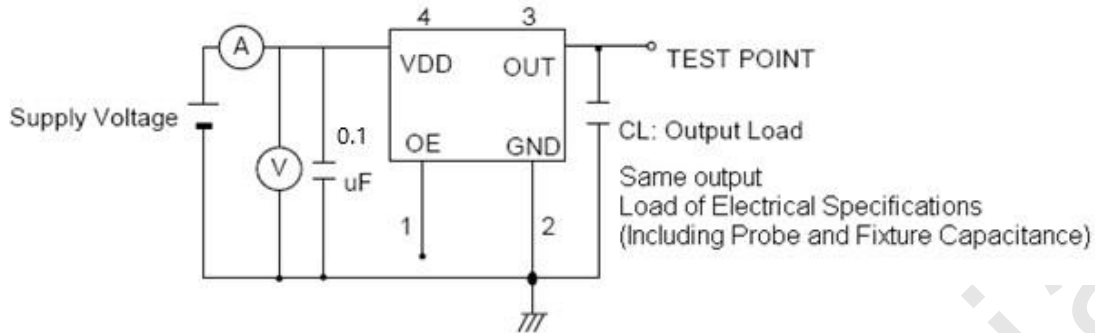 4 3
A
VDD OUT
TEST POINT
Supply Voltage
0.1
uF
V
OE GND
CL: Output Load
Same output
Load of Electrical Specifications
(Including Probe and Fixture Capacitance)
1 2